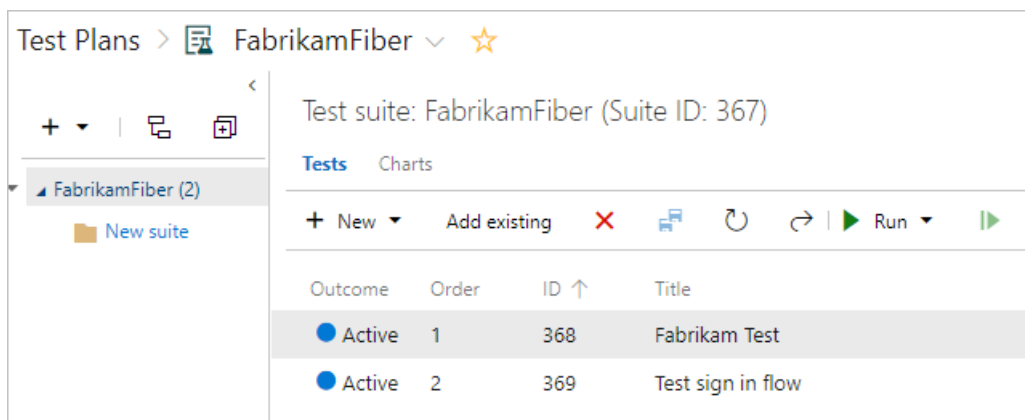 Test Plans > FabrikamFiber
Test suite: FabrikamFiber (Suite ID: 367)
Tests Charts
FabrikamFiber (2)
New suite
+ New Add existing Run
Outcome Order ID ↑ Title
Active 1 368 Fabrikam Test
Active 2 369 Test sign in flow